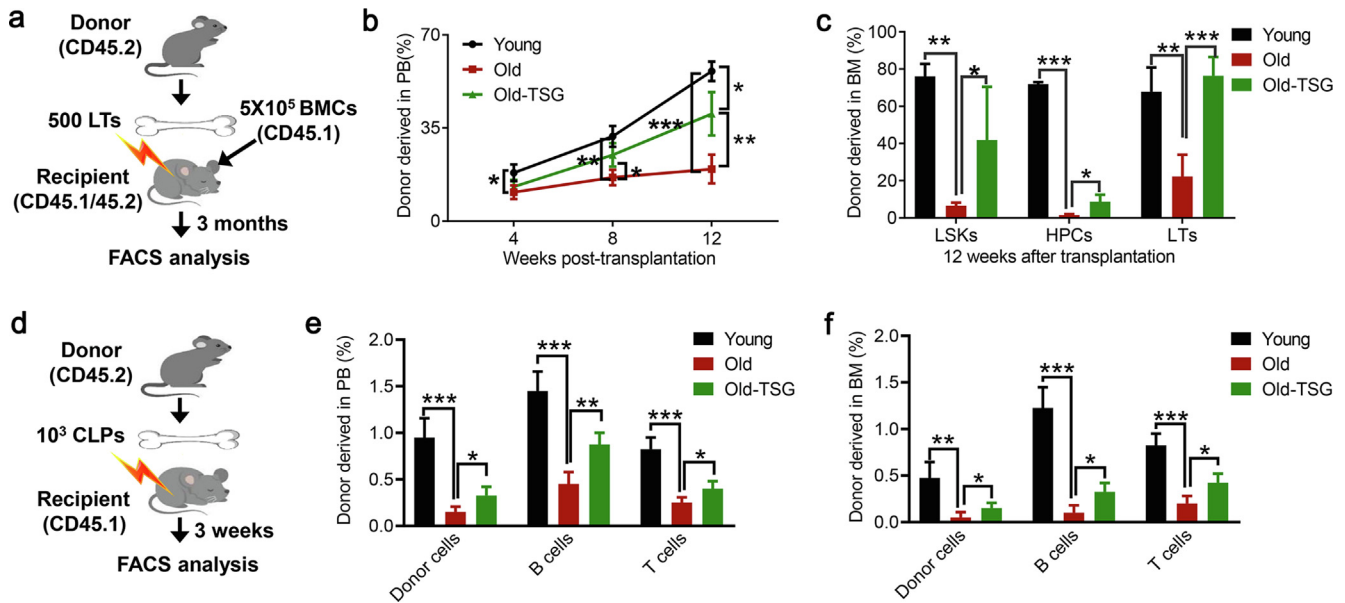 a
Donor
(CD45.2)
500 LTs
5X10⁵ BMCs
(CD45.1)
Recipient
(CD45.1/45.2)
3 months
FACS analysis
b
Donor derived in PB(%)
70
35
0
Young
Old
Old-TSG
*
**
*
***
*
**
4
8
12
Weeks post-transplantation
c
Donor derived in BM (%)
100
80
60
40
20
0
Young
Old
Old-TSG
**
*
***
*
**
***
LSKs
HPCs
LTs
12 weeks after transplantation
d
Donor
(CD45.2)
10³ CLPs
Recipient
(CD45.1)
3 weeks
FACS analysis
e
Donor derived in PB (%)
2.0
1.5
1.0
0.5
0.0
Young
Old
Old-TSG
***
*
***
**
***
*
Donor cells
B cells
T cells
f
Donor derived in BM (%)
2.0
1.5
1.0
0.5
0.0
Young
Old
Old-TSG
**
*
***
*
***
*
Donor cells
B cells
T cells